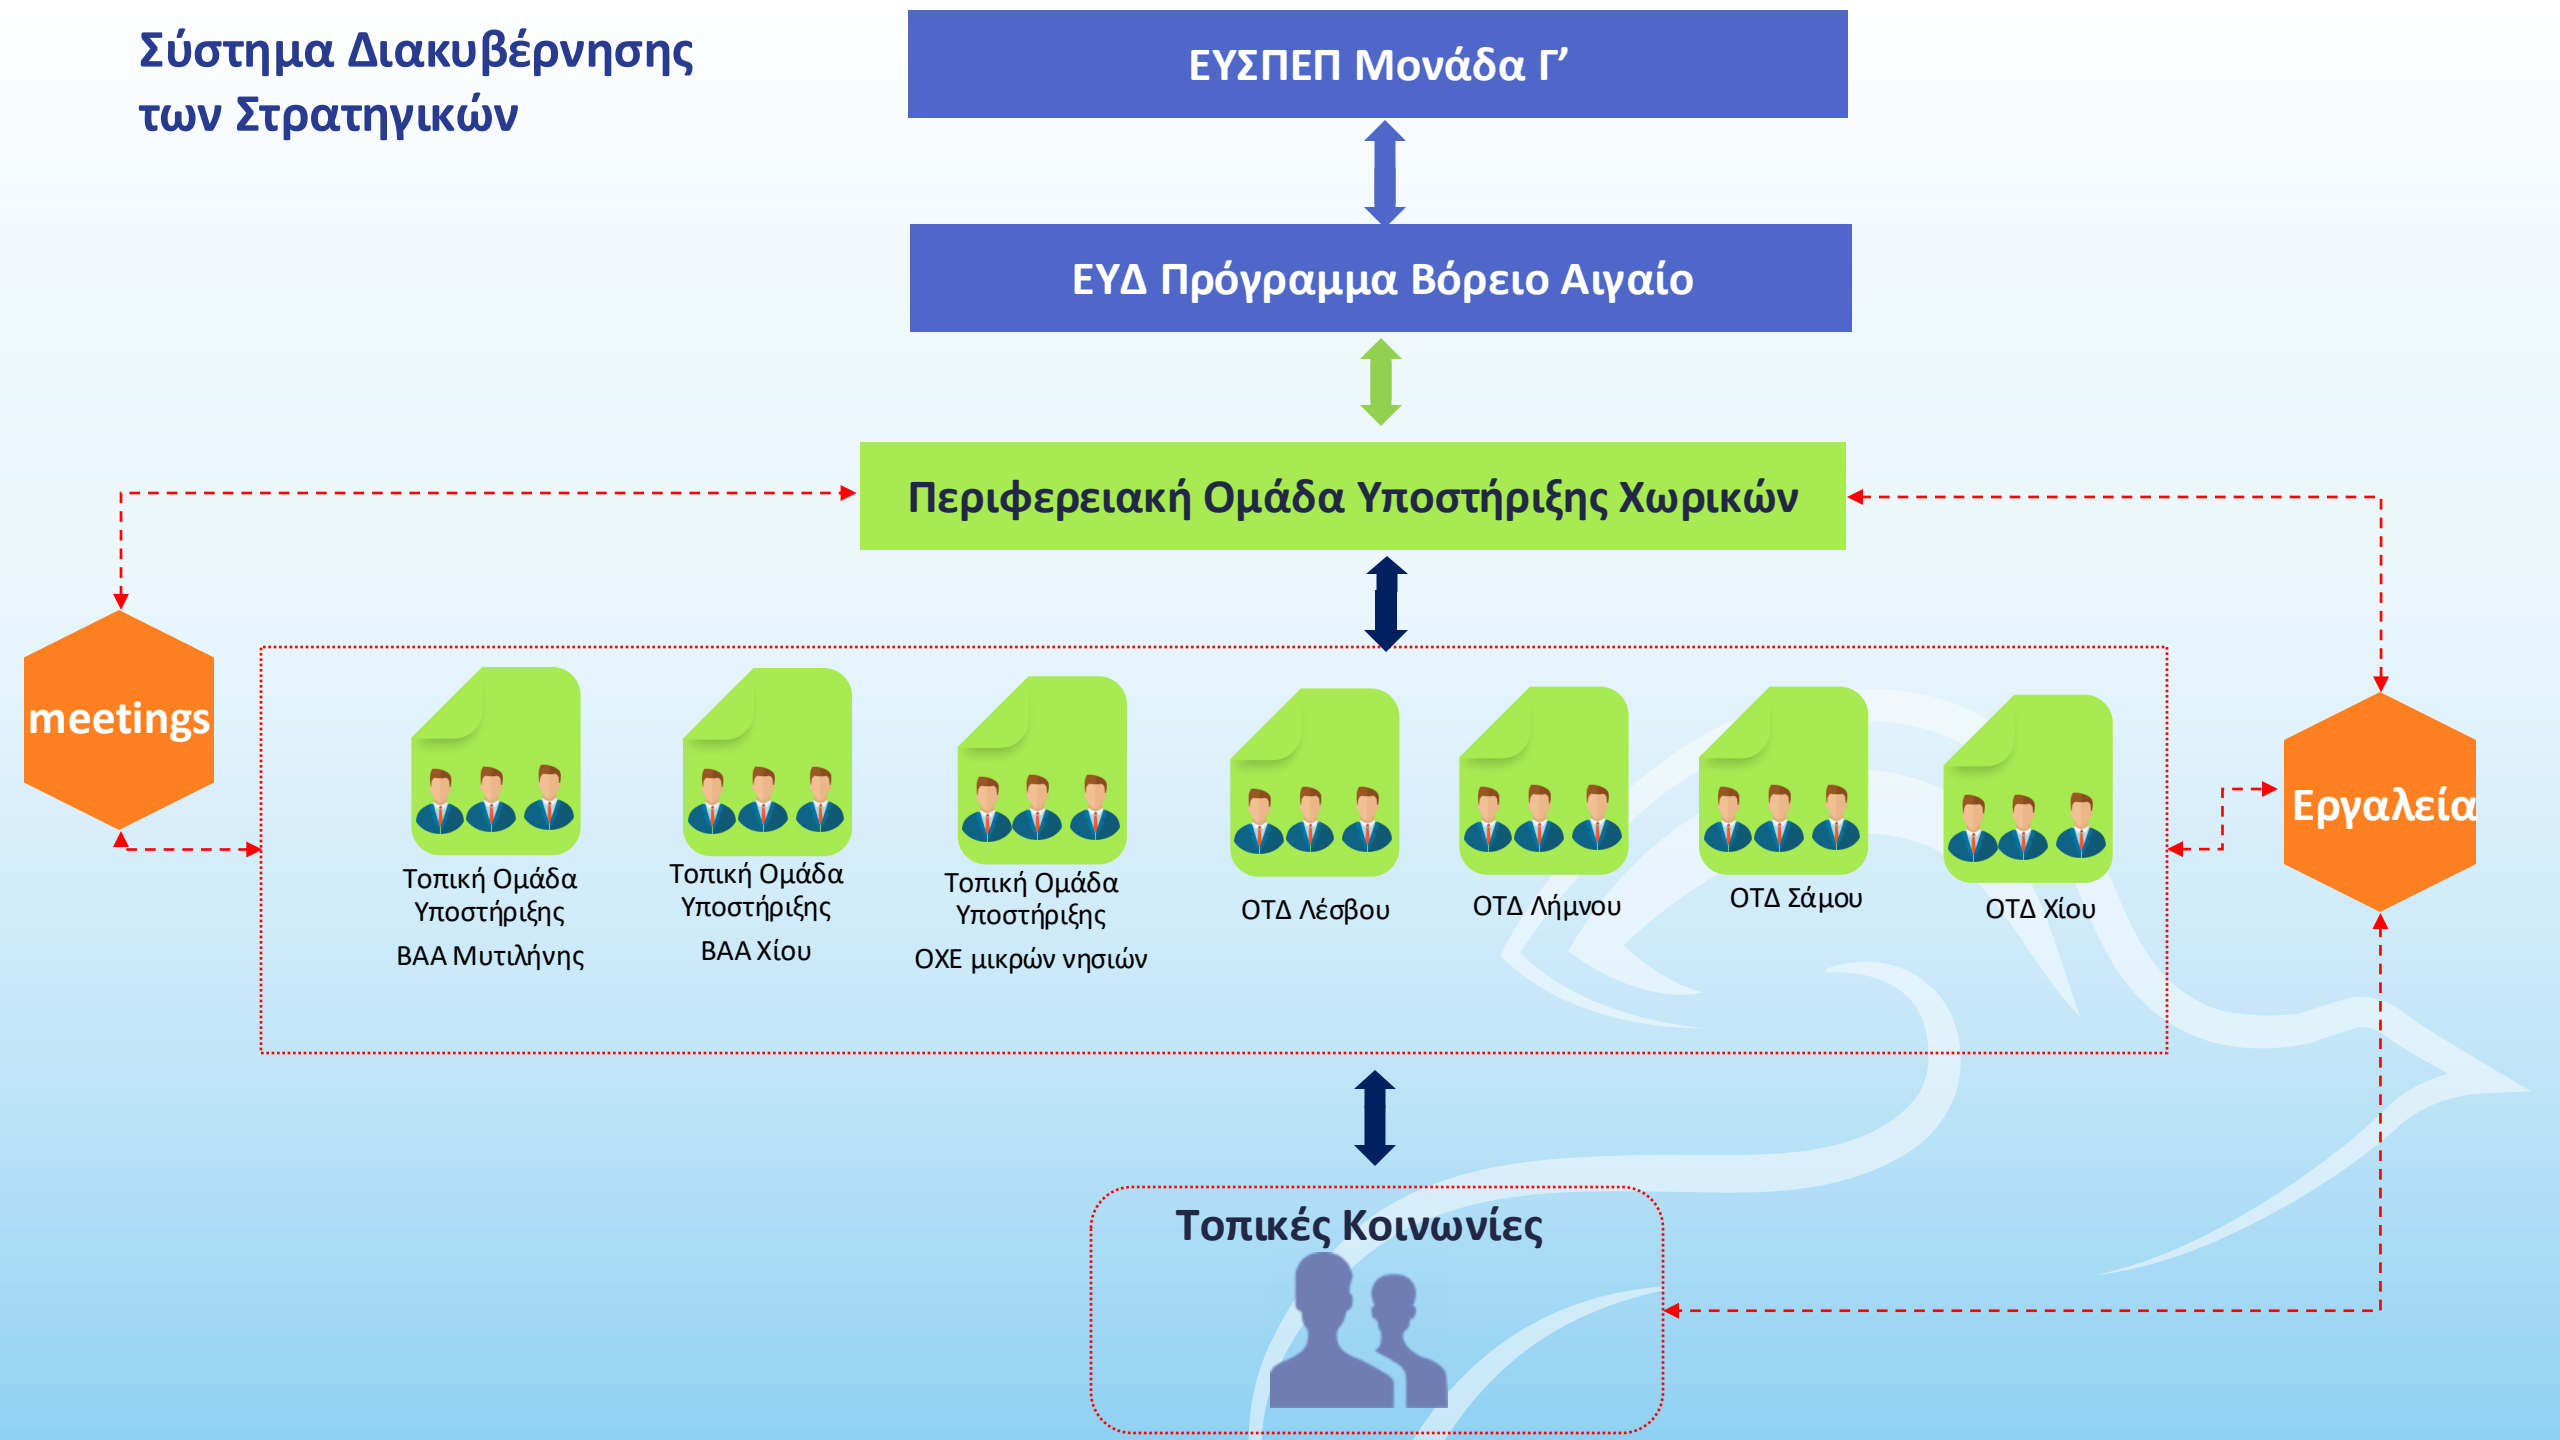 Σύστημα Διακυβέρνησης
των Στρατηγικών
ΕΥΣΠΕΠ Μονάδα Γ’
ΕΥΔ Πρόγραμμα Βόρειο Αιγαίο
Περιφερειακή Ομάδα Υποστήριξης Χωρικών
meetings
Εργαλεία
Τοπική Ομάδα
Υποστήριξης
ΒΑΑ Μυτιλήνης
Τοπική Ομάδα
Υποστήριξης
ΒΑΑ Χίου
Τοπική Ομάδα
Υποστήριξης
ΟΧΕ μικρών νησιών
ΟΤΔ Λέσβου
ΟΤΔ Λήμνου
ΟΤΔ Σάμου
ΟΤΔ Χίου
Τοπικές Κοινωνίες